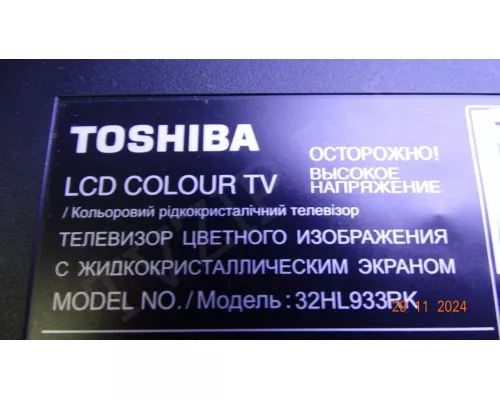 TOSHIBA
ОСТОРОЖНО!
ВЫСОКОЕ
НАПРЯЖЕНИЕ
LCD COLOUR TV
/ Кольоровий рідкокристалічний телевізор
ТЕЛЕВИЗОР ЦВЕТНОГО ИЗОБРАЖЕНИЯ
С ЖИДКОКРИСТАЛЛИЧЕСКИМ ЭКРАНОМ
MODEL NO. / Модель : 32HL933RK
29 11 2024